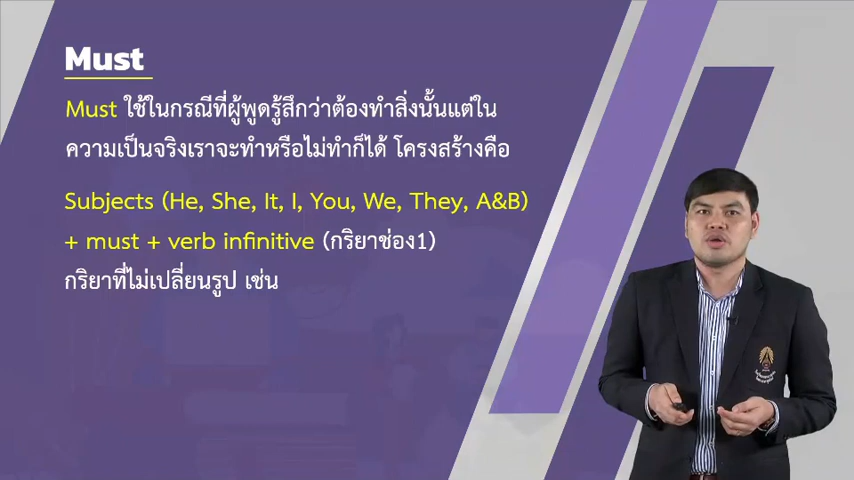 Must
Must ใช้ในกรณีที่ผู้พูดรู้สึกว่าต้องทำสิ่งนั้นแต่ใน
ความเป็นจริงเราจะทำหรือไม่ทำก็ได้ โครงสร้างคือ
Subjects (He, She, It, I, You, We, They, A&B)
+ must + verb infinitive (กริยาช่อง1)
กริยาที่ไม่เปลี่ยนรูป เช่น